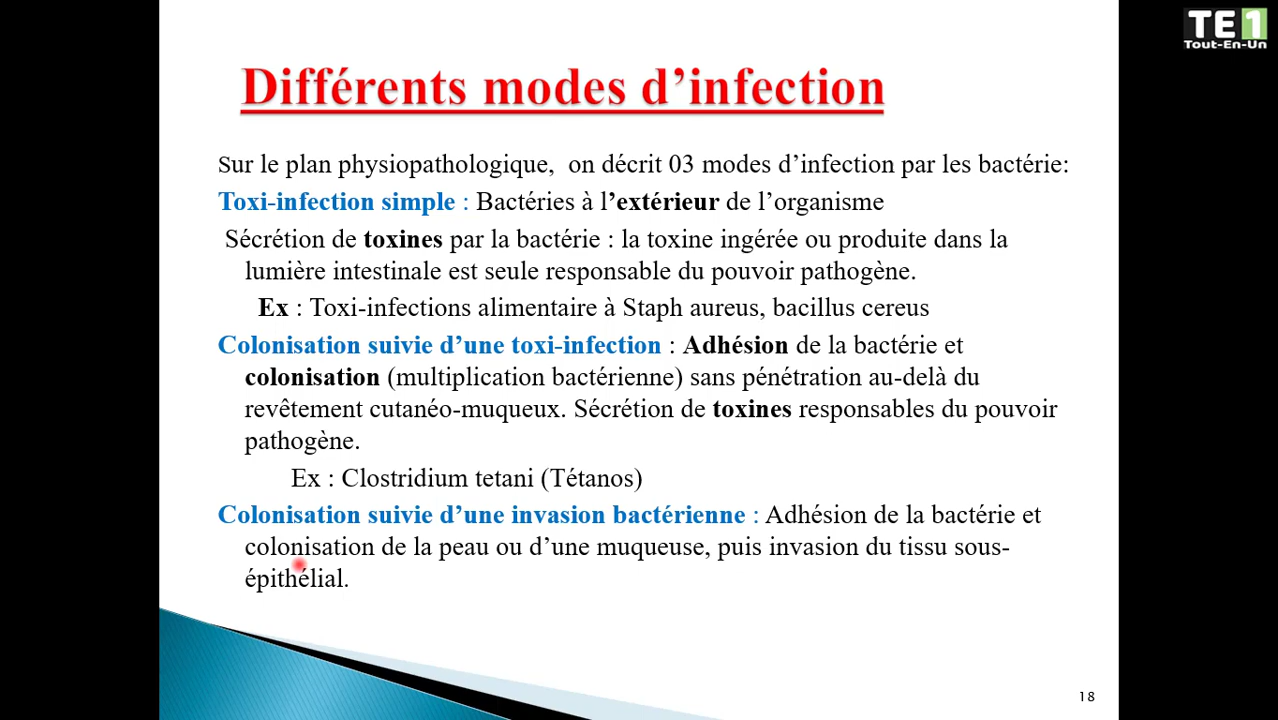 TE1
Tout-En-Un
Différents modes d’infection
Sur le plan physiopathologique, on décrit 03 modes d’infection par les bactérie:
Toxi-infection simple : Bactéries à l’extérieur de l’organisme
Sécrétion de toxines par la bactérie : la toxine ingérée ou produite dans la
lumière intestinale est seule responsable du pouvoir pathogène.
Ex : Toxi-infections alimentaire à Staph aureus, bacillus cereus
Colonisation suivie d’une toxi-infection : Adhésion de la bactérie et
colonisation (multiplication bactérienne) sans pénétration au-delà du
revêtement cutanéo-muqueux. Sécrétion de toxines responsables du pouvoir
pathogène.
Ex : Clostridium tetani (Tétanos)
Colonisation suivie d’une invasion bactérienne : Adhésion de la bactérie et
colonisation de la peau ou d’une muqueuse, puis invasion du tissu sous-
épithélial.
18